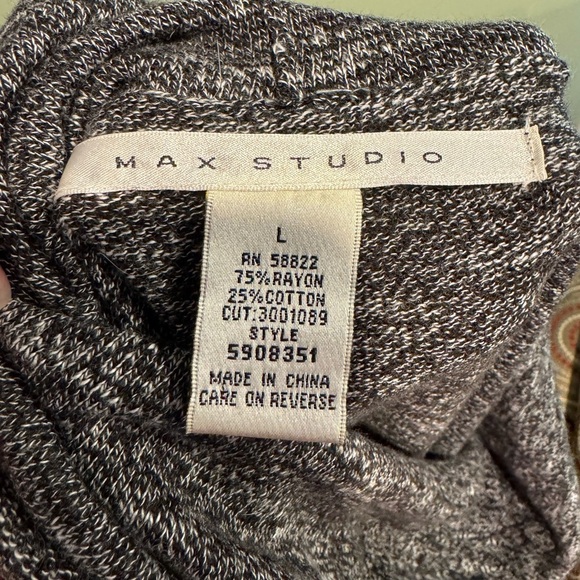 MAX STUDIO
L
RN 58822
75%RAYON
25%COTTON
CUT:3001089
STYLE
5908351
MADE IN CHINA
CARE ON REVERSE